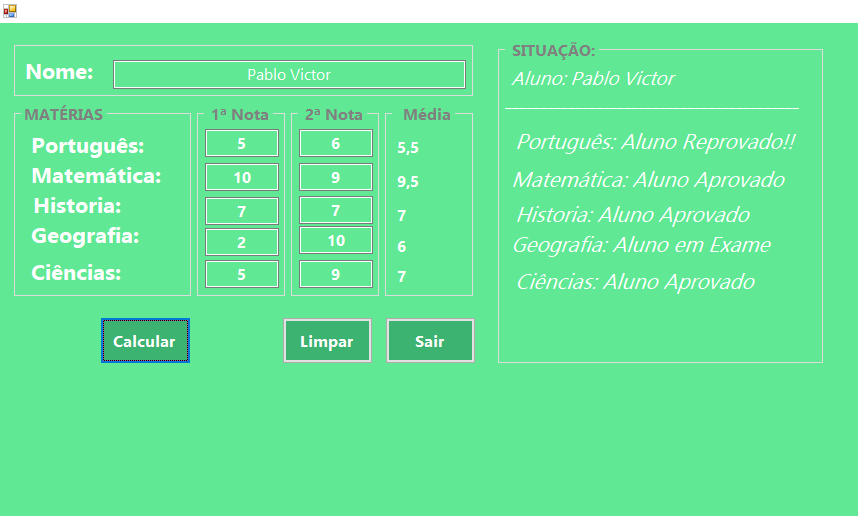 Nome: Pablo Victor
MATÉRIAS 1ª Nota 2ª Nota Média
Português: 5 6 5,5
Matemática: 10 9 9,5
Historia: 7 7 7
Geografia: 2 10 6
Ciências: 5 9 7
Calcular Limpar Sair
SITUAÇÃO:
Aluno: Pablo Victor
Português: Aluno Reprovado!!
Matemática: Aluno Aprovado
Historia: Aluno Aprovado
Geografia: Aluno em Exame
Ciências: Aluno Aprovado